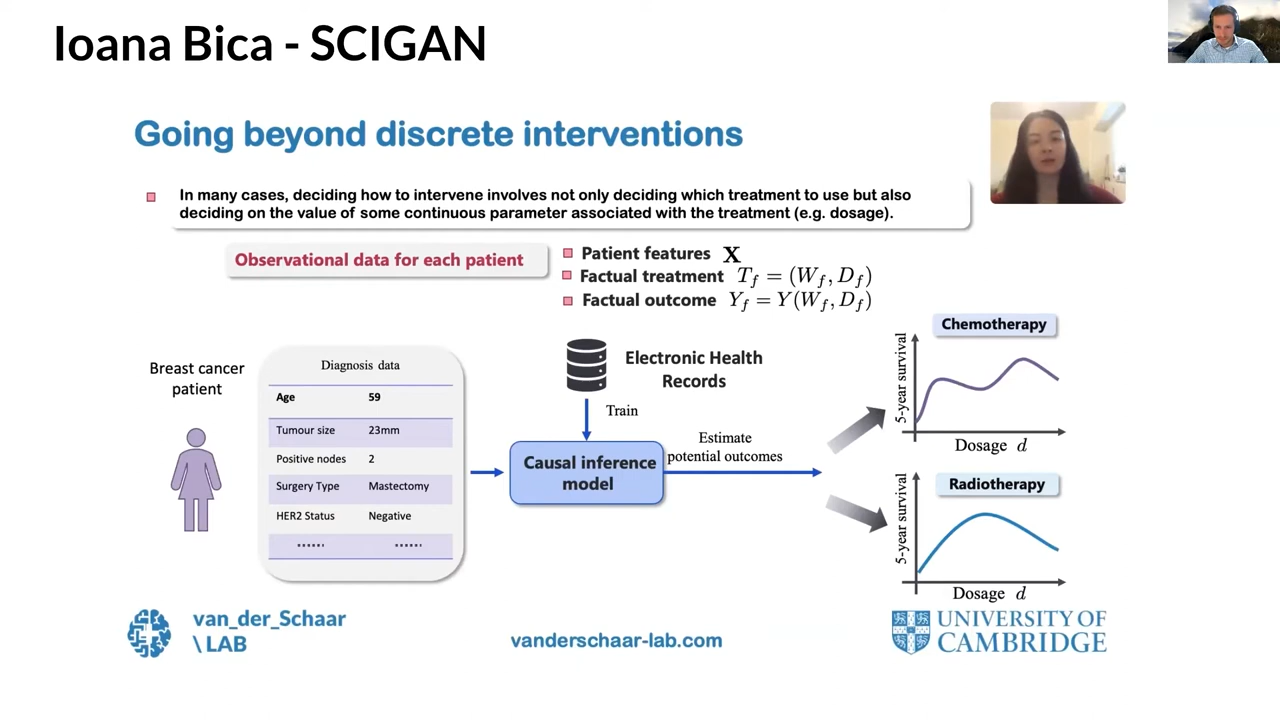 Ioana Bica - SCIGAN
Going beyond discrete interventions
In many cases, deciding how to intervene involves not only deciding which treatment to use but also
deciding on the value of some continuous parameter associated with the treatment (e.g. dosage).
Observational data for each patient
Patient features X
Factual treatment T_f = (W_f, D_f)
Factual outcome Y_f = Y(W_f, D_f)
Breast cancer
patient
Diagnosis data
Age 59
Tumour size 23mm
Positive nodes 2
Surgery Type Mastectomy
HER2 Status Negative
...... ......
Electronic Health
Records
Train
Causal inference
model
Estimate
potential outcomes
Chemotherapy
5-year survival
Dosage d
Radiotherapy
5-year survival
Dosage d
van_der_Schaar
\ LAB
vanderschaar-lab.com
UNIVERSITY OF
CAMBRIDGE